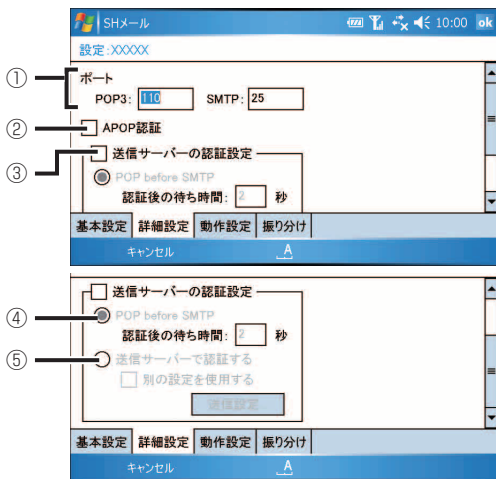 SHメール 10:00 ok
設定:XXXXX
① ポート
POP3: 110 SMTP: 25
② APOP認証
③ 送信サーバーの認証設定
POP before SMTP
認証後の待ち時間: 2 秒
基本設定 詳細設定 動作設定 振り分け
キャンセル A
送信サーバーの認証設定
④ POP before SMTP
認証後の待ち時間: 2 秒
⑤ 送信サーバーで認証する
別の設定を使用する
送信設定
基本設定 詳細設定 動作設定 振り分け
キャンセル A